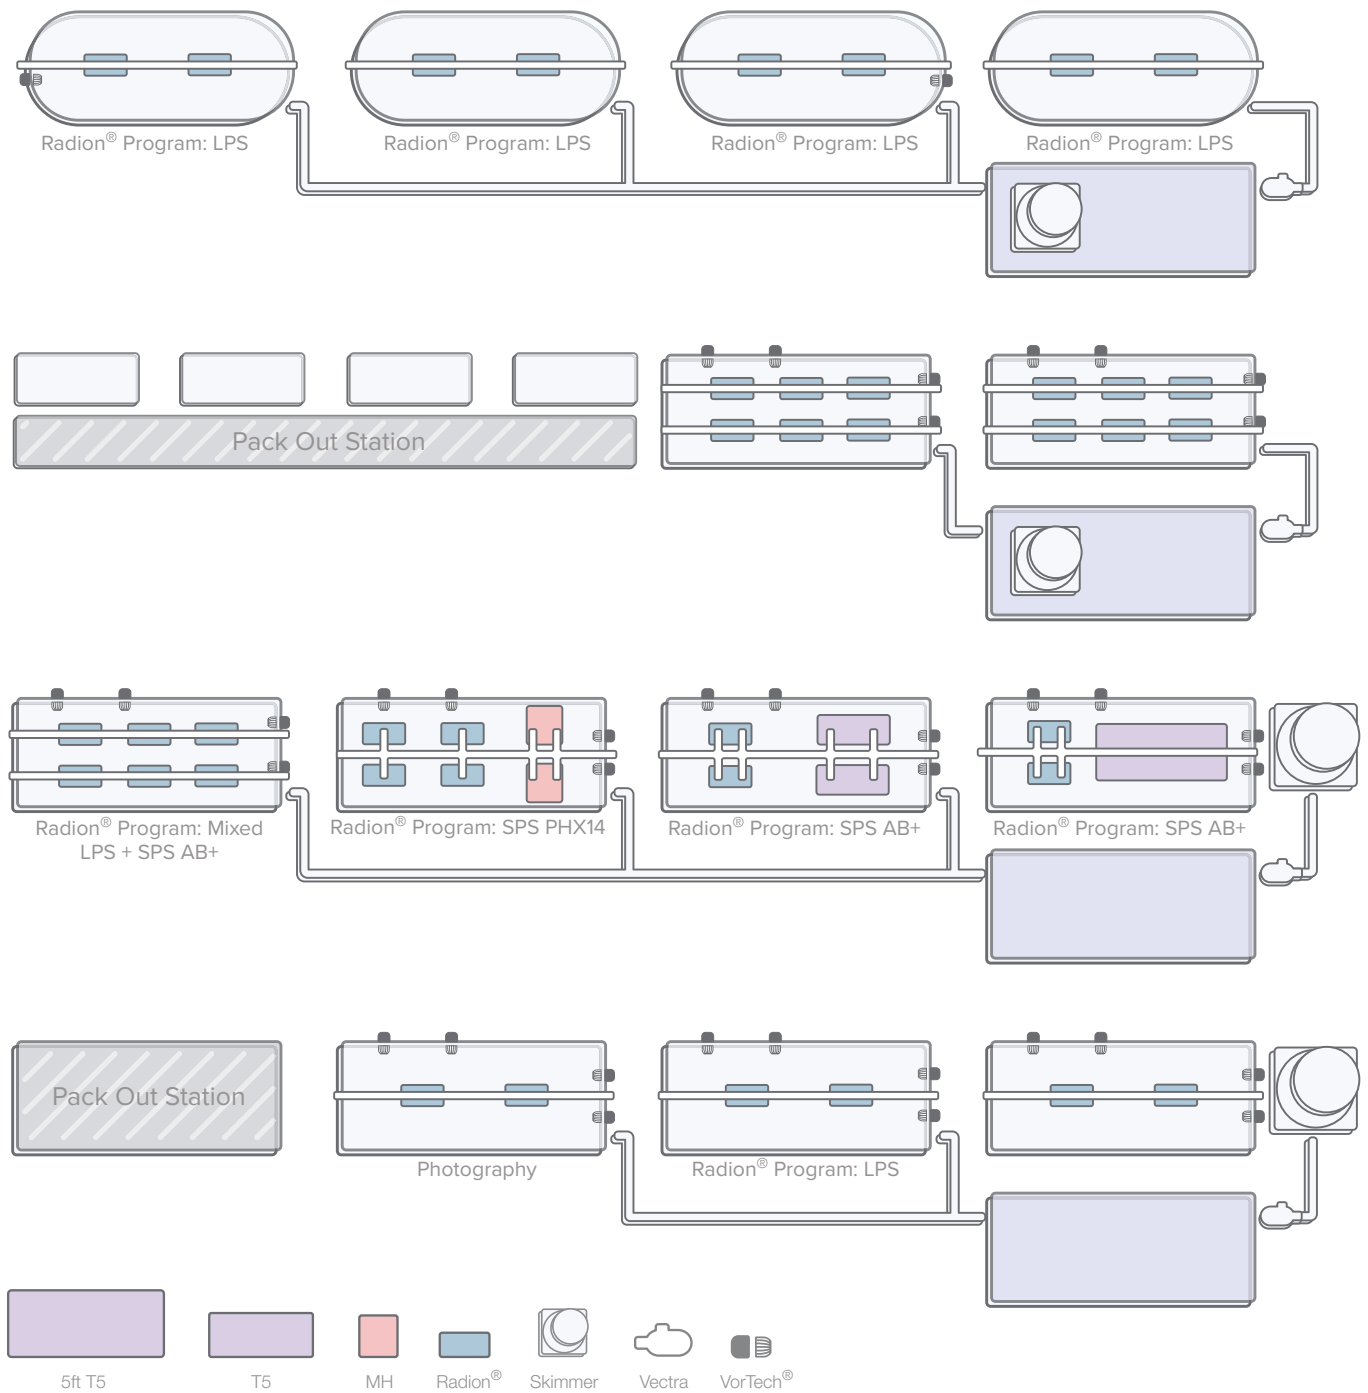 Radion® Program: LPS
Radion® Program: LPS
Radion® Program: LPS
Radion® Program: LPS
Pack Out Station
Radion® Program: Mixed
LPS + SPS AB+
Radion® Program: SPS PHX14
Radion® Program: SPS AB+
Radion® Program: SPS AB+
Pack Out Station
Photography
Radion® Program: LPS
5ft T5
T5
MH
Radion®
Skimmer
Vectra
VorTech®